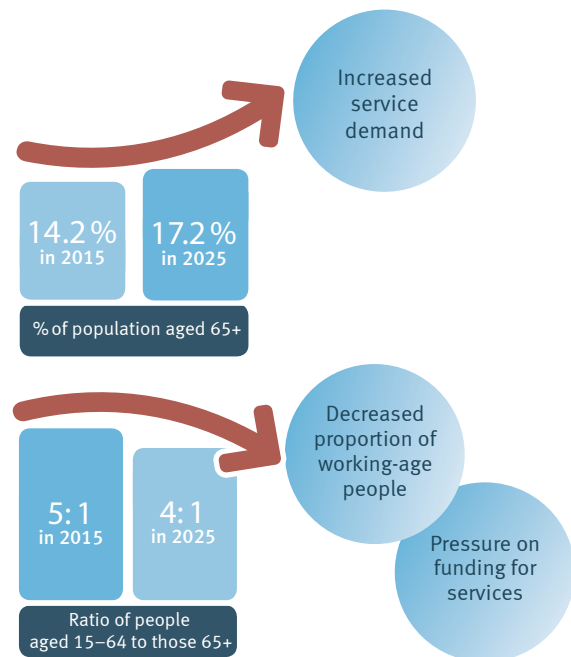 Increased
service
demand
14.2 %
in 2015
17.2 %
in 2025
% of population aged 65+
Decreased
proportion of
working-age
people
5:1
in 2015
4:1
in 2025
Pressure on
funding for
services
Ratio of people
aged 15–64 to those 65+